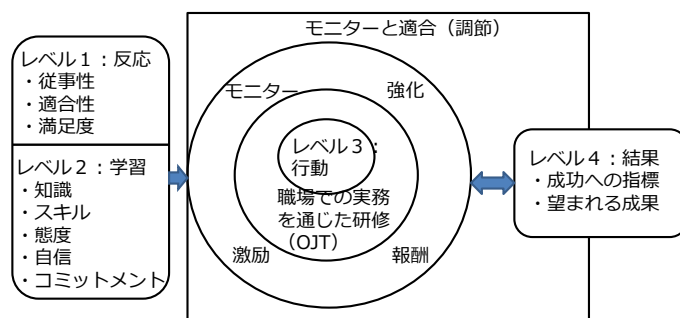 モニターと適合(調節)
レベル1:反応
・従事性
・適合性
・満足度
レベル2:学習
・知識
・スキル
・態度
・自信
・コミットメント
モニター
強化
レベル3:
行動
職場での実務
を通じた研修
(OJT)
激励
報酬
レベル4:結果
・成功への指標
・望まれる成果